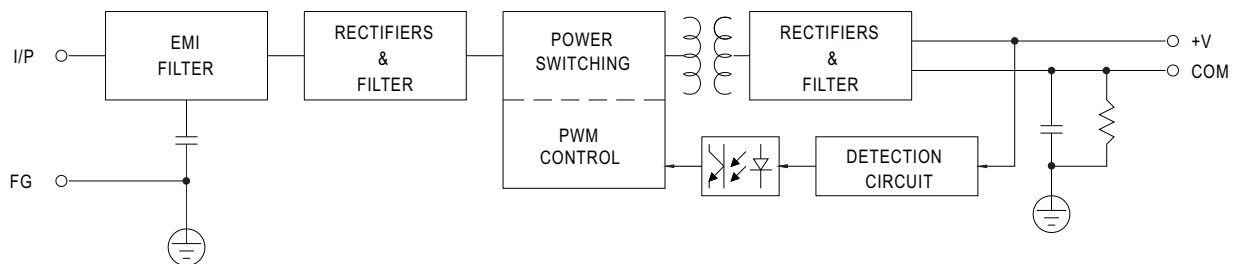 I/P
EMI
FILTER
RECTIFIERS
&
FILTER
POWER
SWITCHING
RECTIFIERS
&
FILTER
+V
COM
PWM
CONTROL
DETECTION
CIRCUIT
FG